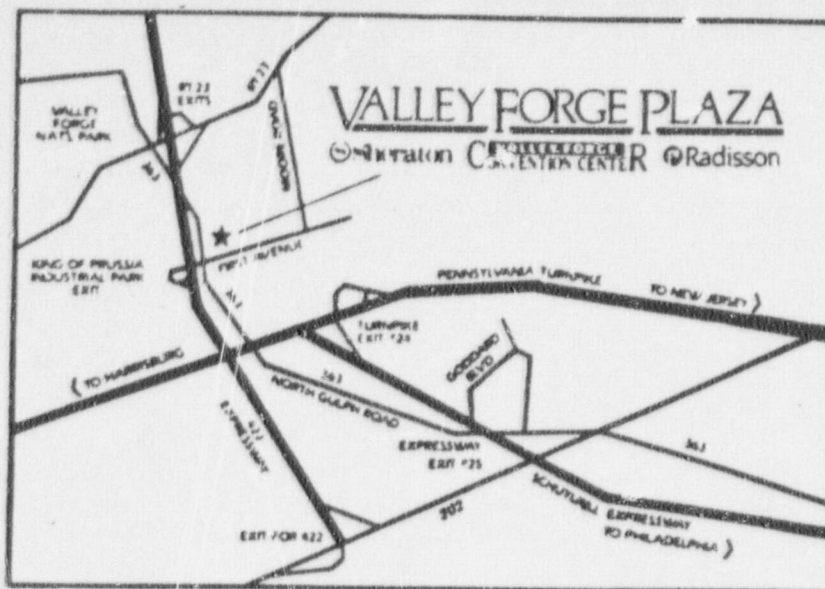 VALLEY FORGE PLAZA
Sheraton VALLEY FORGE CONVENTION CENTER Radisson
RT. 23
EXITS
RT. 23
VALLEY
FORGE
NAT'L PARK
363
MOORE ROAD
FIRST AVENUE
KING OF PRUSSIA
INDUSTRIAL PARK
EXIT
363
PENNSYLVANIA TURNPIKE
TO NEW JERSEY
TURNPIKE
EXIT #24
GODDARD
BLVD
TO HARRISBURG
363
NORTH GULPH ROAD
422
EXPRESSWAY
EXPRESSWAY
EXIT #25
363
202
SCHUYLKILL EXPRESSWAY
TO PHILADELPHIA
EXIT FOR 422